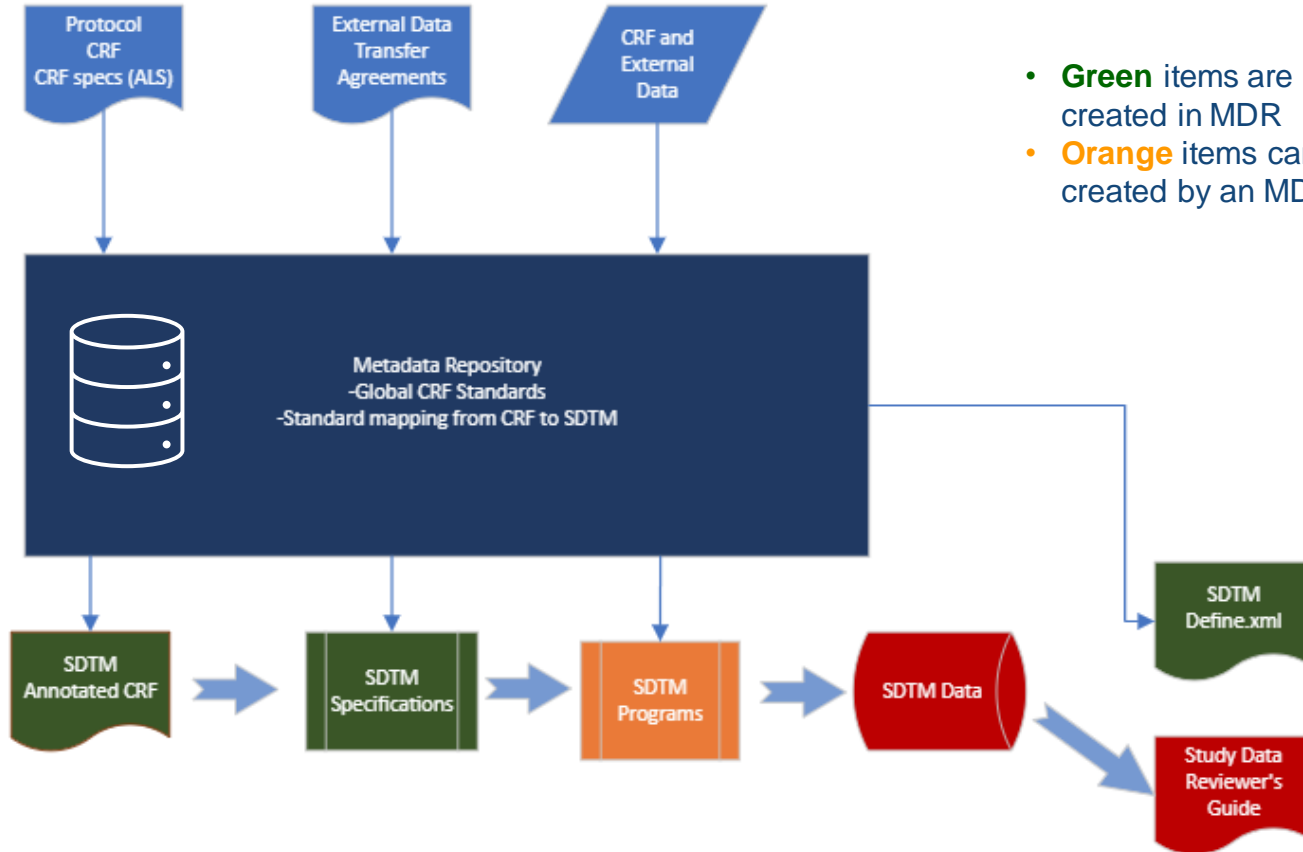 Protocol
CRF
CRF specs (ALS)
External Data
Transfer
Agreements
CRF and
External
Data
• Green items are
created in MDR
• Orange items ca
created by an MD
Metadata Repository
-Global CRF Standards
-Standard mapping from CRF to SDTM
SDTM
Annotated CRF
SDTM
Specifications
SDTM
Programs
SDTM Data
SDTM
Define.xml
Study Data
Reviewer's
Guide